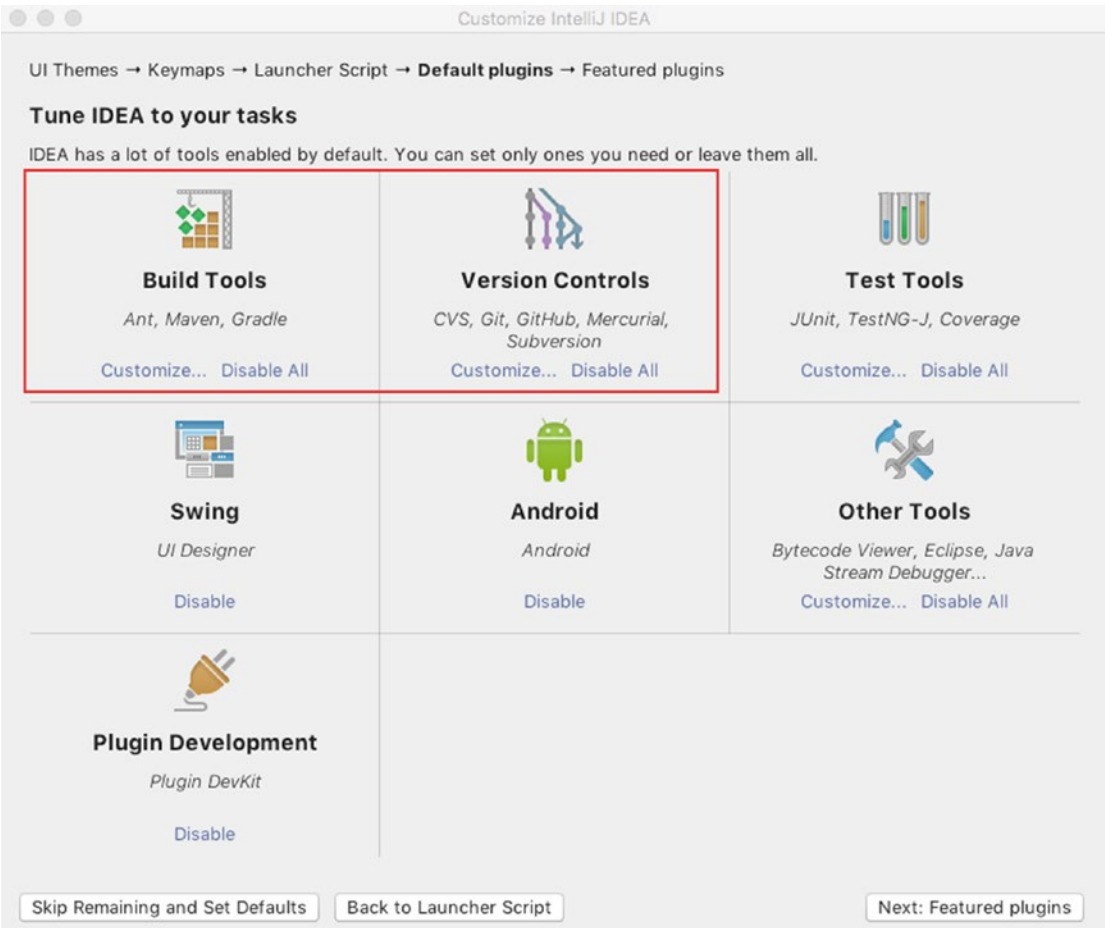 Customize IntelliJ IDEA
UI Themes → Keymaps → Launcher Script → Default plugins → Featured plugins
Tune IDEA to your tasks
IDEA has a lot of tools enabled by default. You can set only ones you need or leave them all.
Build Tools
Ant, Maven, Gradle
Customize... Disable All
Version Controls
CVS, Git, GitHub, Mercurial,
Subversion
Customize... Disable All
Test Tools
JUnit, TestNG-J, Coverage
Customize... Disable All
Swing
UI Designer
Disable
Android
Android
Disable
Other Tools
Bytecode Viewer, Eclipse, Java
Stream Debugger...
Customize... Disable All
Plugin Development
Plugin DevKit
Disable
Skip Remaining and Set Defaults
Back to Launcher Script
Next: Featured plugins